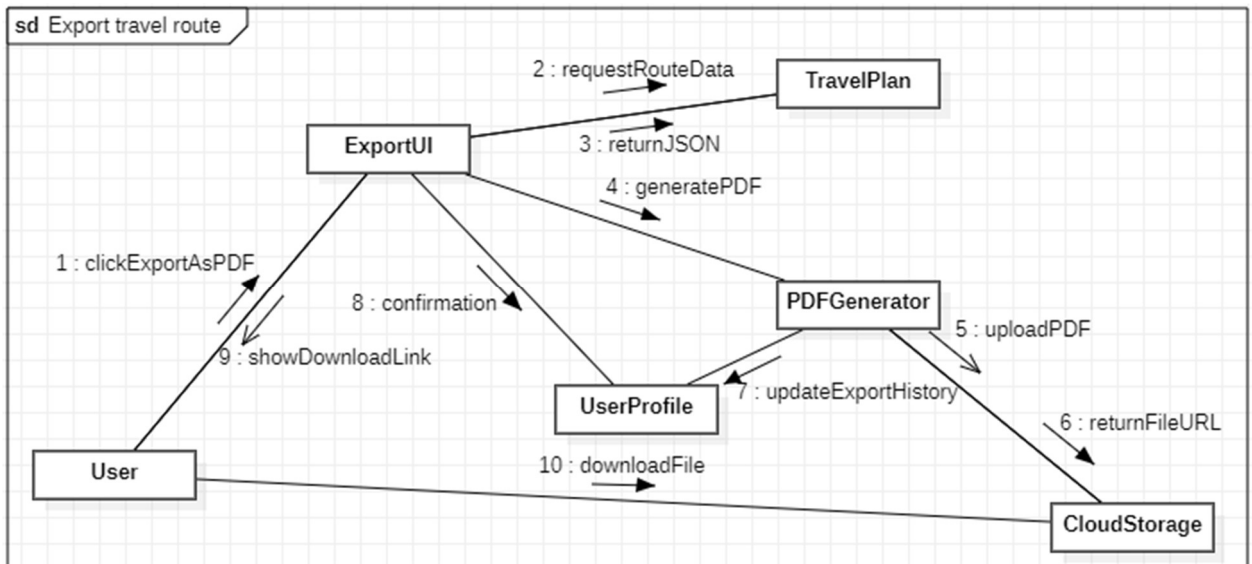 sd Export travel route
2 : requestRouteData
TravelPlan
ExportUI
3 : returnJSON
4 : generatePDF
1 : clickExportAsPDF
8 : confirmation
PDFGenerator
5 : uploadPDF
9 : showDownloadLink
7 : updateExportHistory
UserProfile
6 : returnFileURL
User
10 : downloadFile
CloudStorage